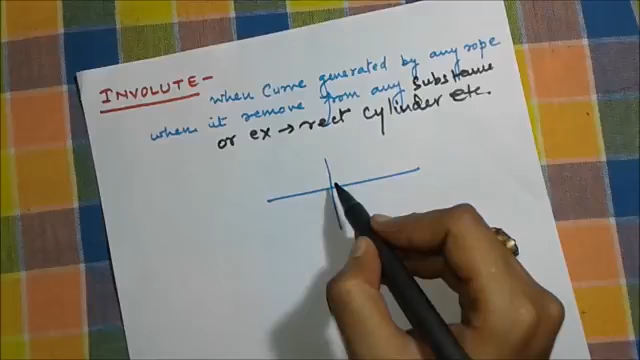 INVOLUTE-
when curve generated by any rope
when it remove from any substance
or ex → rect cylinder etc.